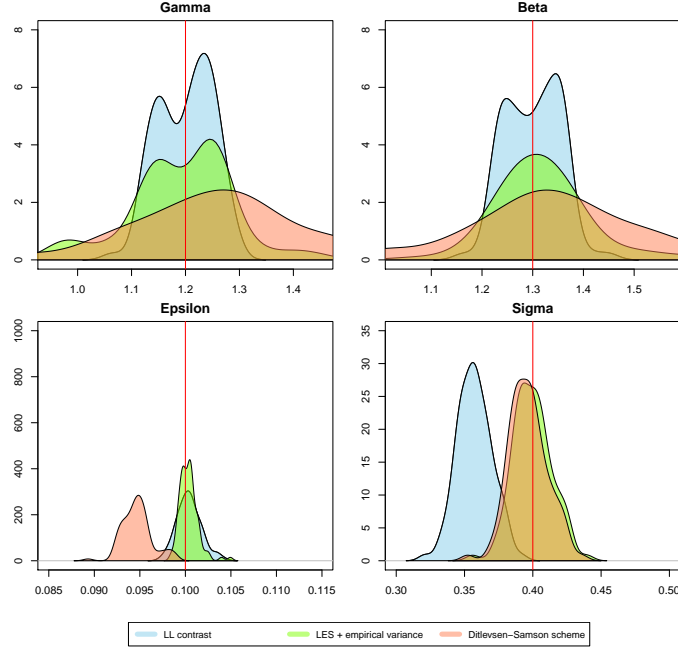 Gamma
Beta
0 2 4 6 8
1.0 1.1 1.2 1.3 1.4
0 2 4 6 8
1.1 1.2 1.3 1.4 1.5
Epsilon
Sigma
0 200 400 600 800 1000
0.085 0.090 0.095 0.100 0.105 0.110 0.115
0 5 10 15 20 25 30 35
0.30 0.35 0.40 0.45 0.50
LL contrast
LES + empirical variance
Ditlevsen−Samson scheme